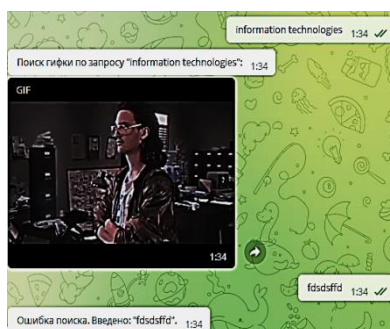 information technologies 1:34
Поиск гифки по запросу "information technologies": 1:34
GIF
1:34
fdsdsffd 1:34
Ошибка поиска. Введено: "fdsdsffd". 1:34